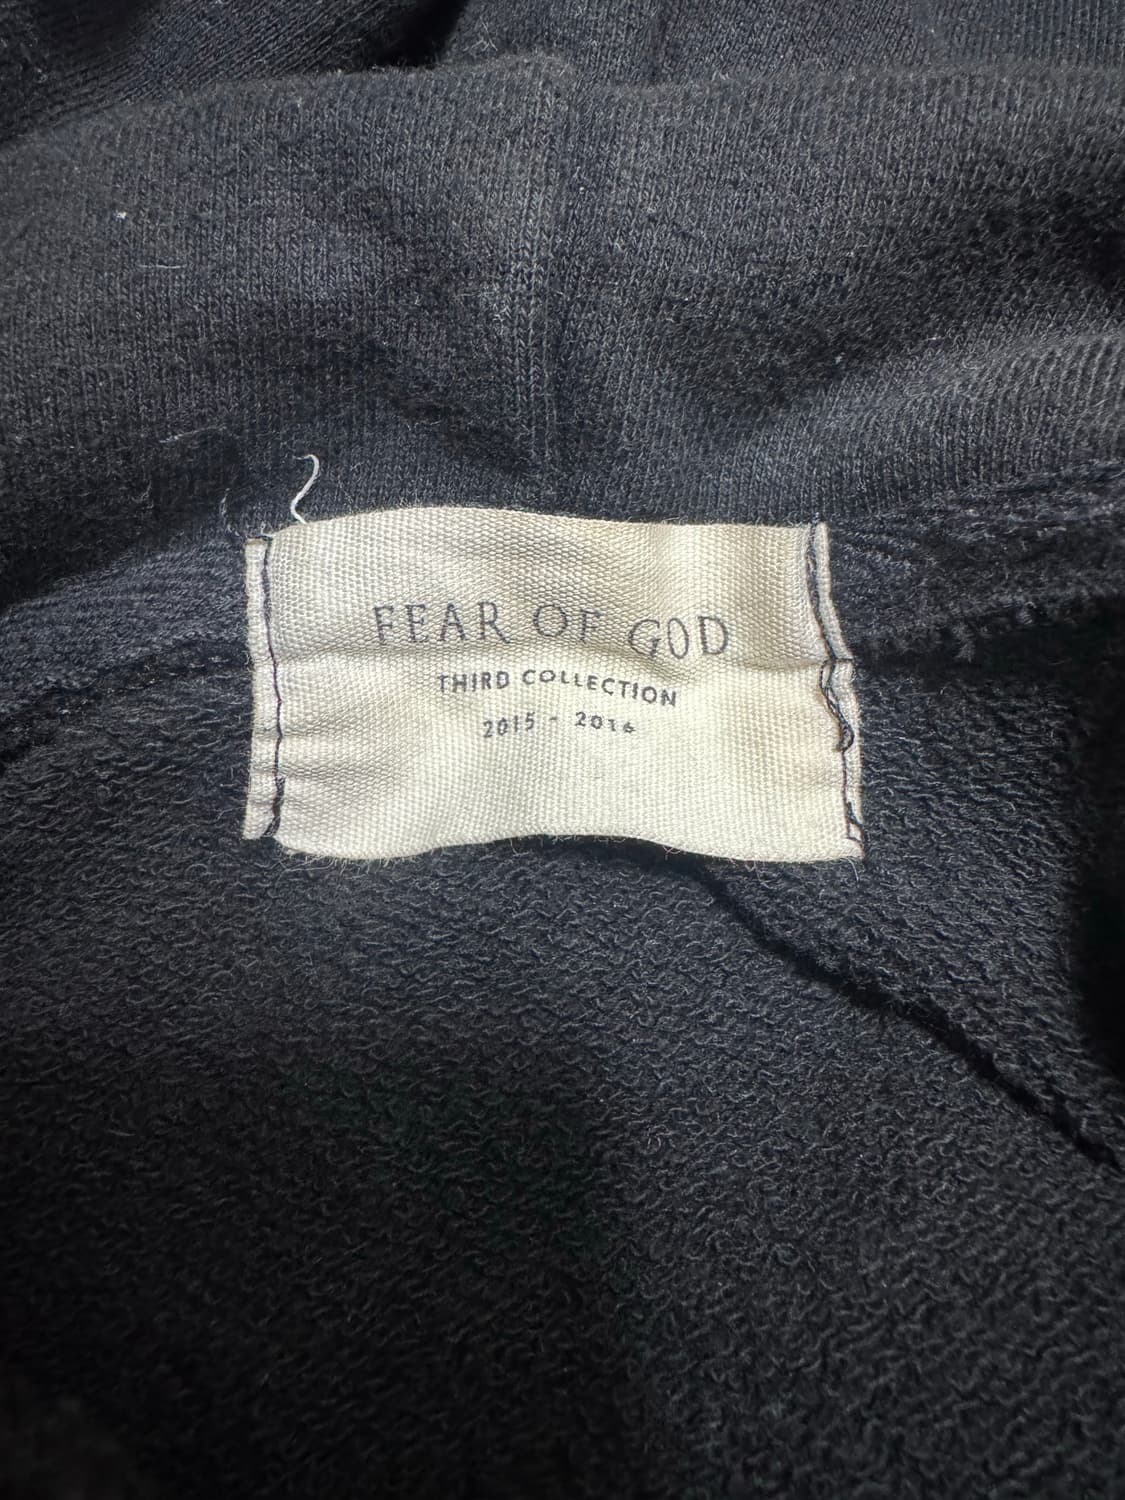 FEAR OF GOD
THIRD COLLECTION
2015 - 2016